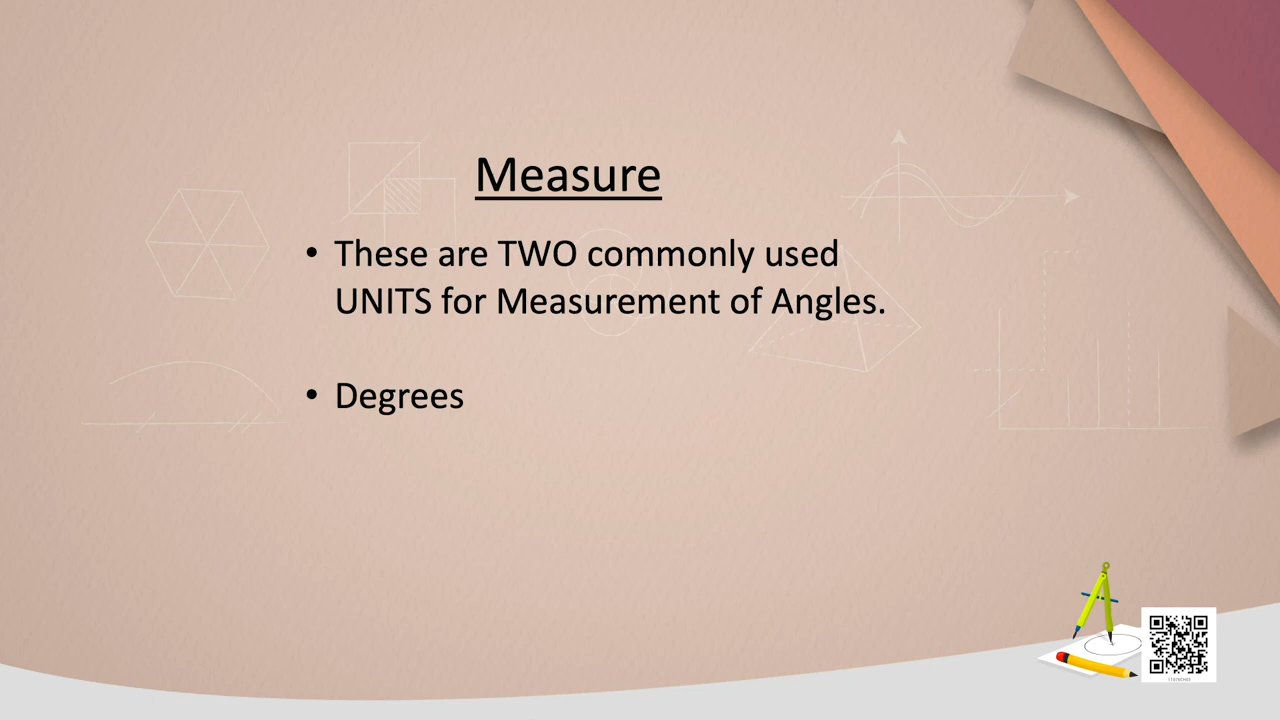 Measure
• These are TWO commonly used
UNITS for Measurement of Angles.
• Degrees